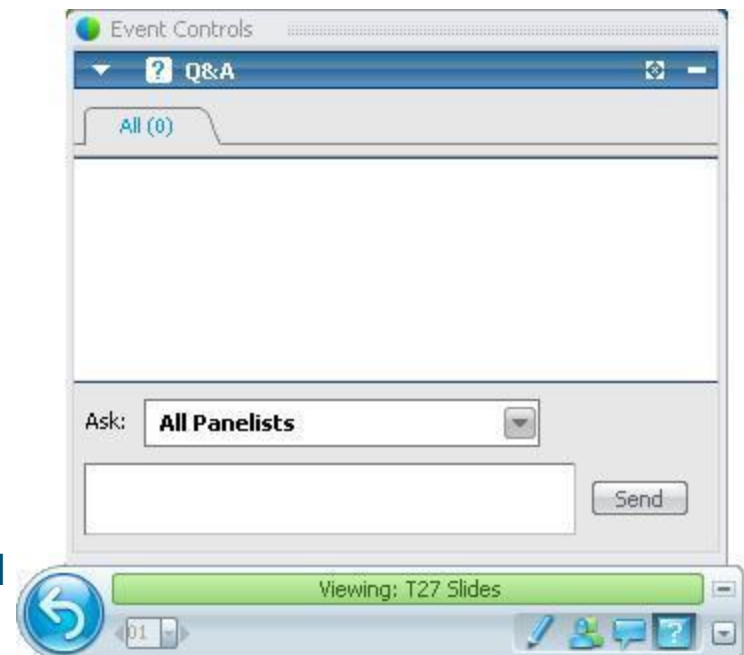 Event Controls
? Q&A
All (0)
Ask: All Panelists
Send
Viewing: T27 Slides
01
?